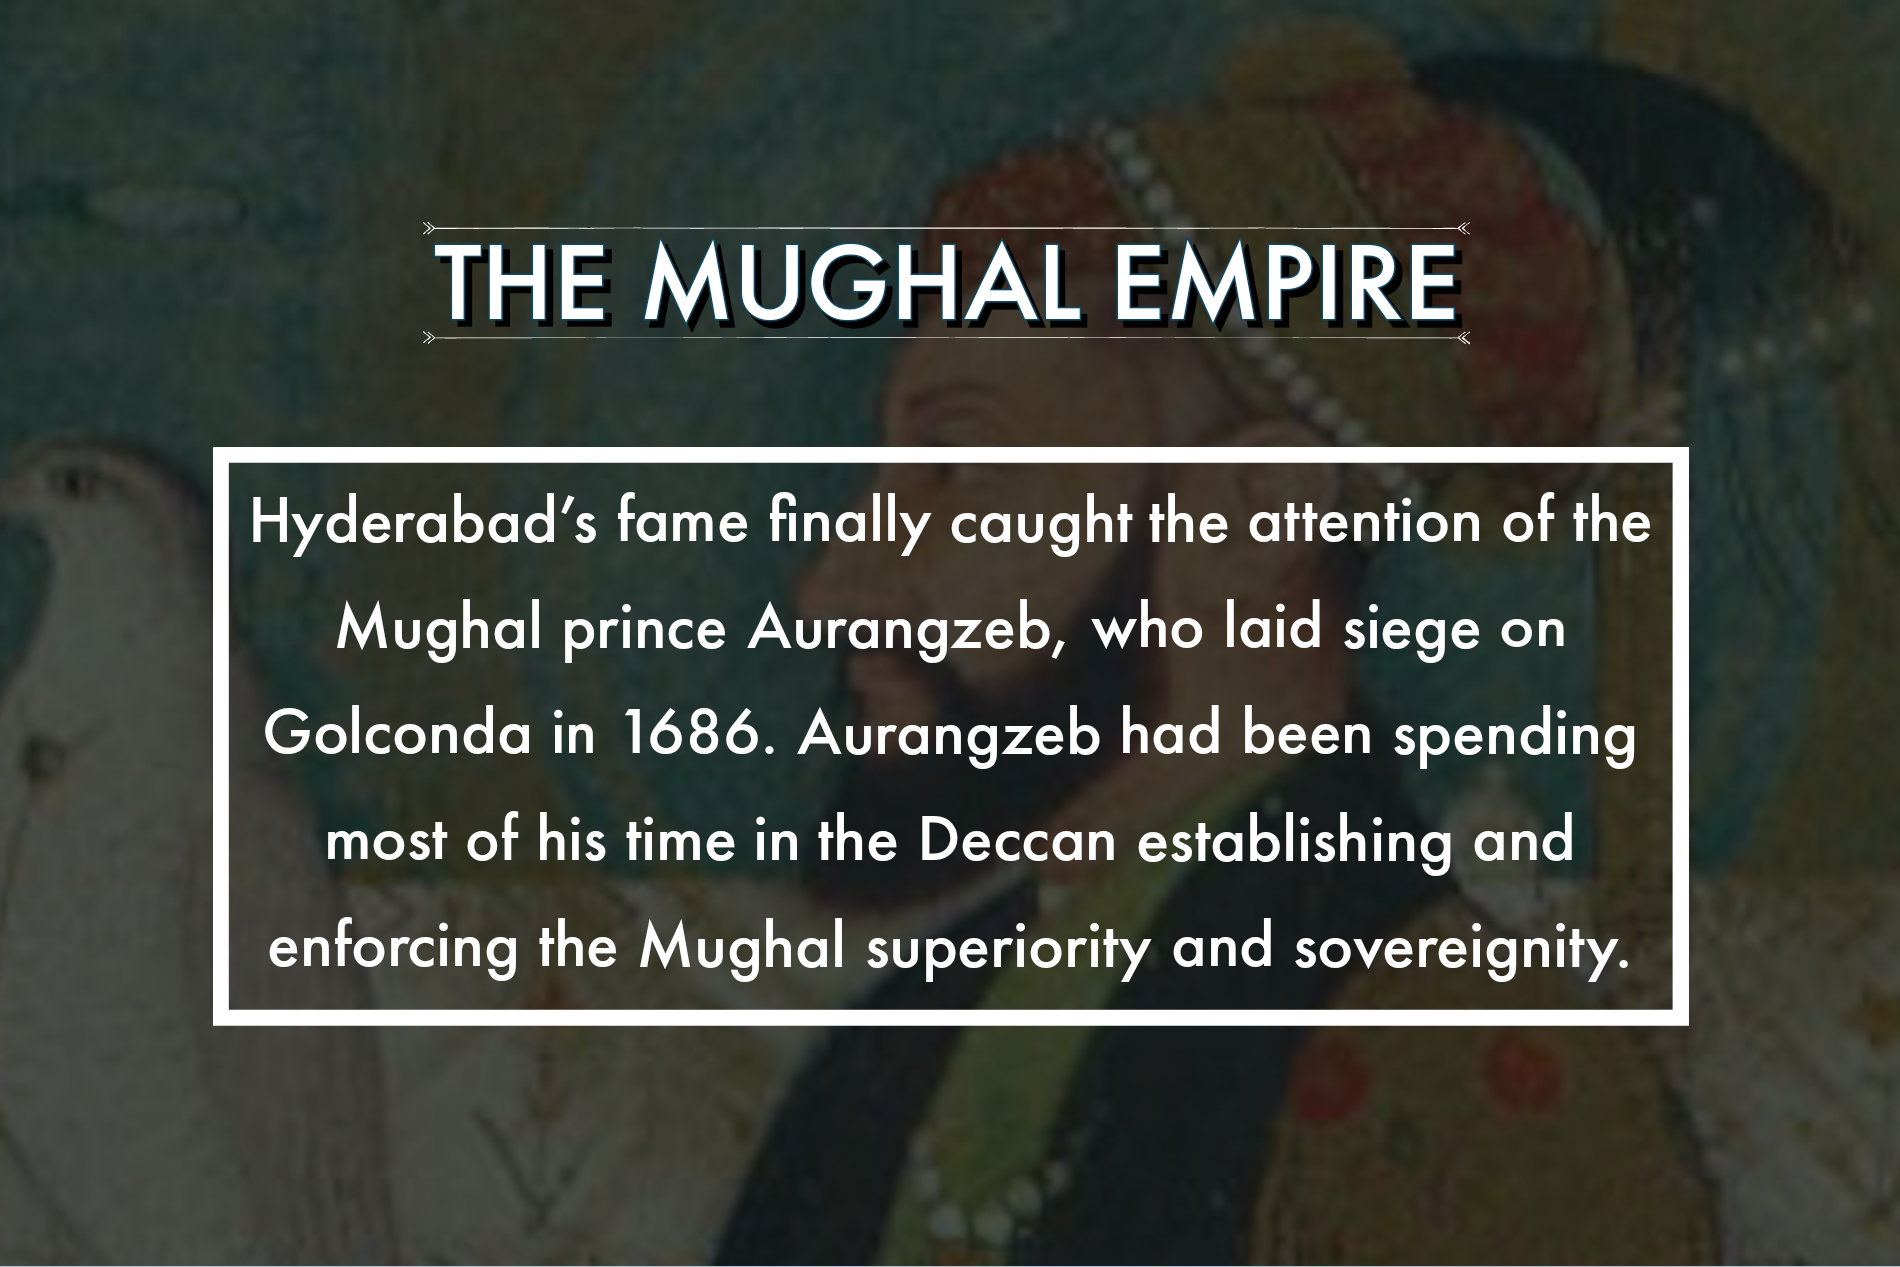 THE MUGHAL EMPIRE
Hyderabad’s fame finally caught the attention of the
Mughal prince Aurangzeb, who laid siege on
Golconda in 1686. Aurangzeb had been spending
most of his time in the Deccan establishing and
enforcing the Mughal superiority and sovereignity.